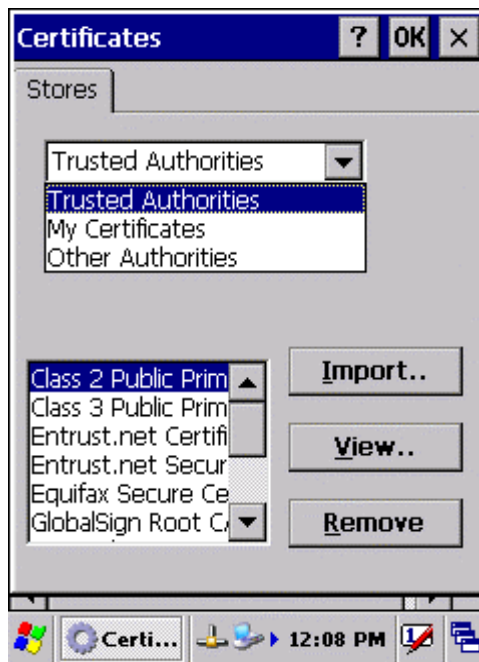 Certificates ? OK ×
Stores
Trusted Authorities
Trusted Authorities
My Certificates
Other Authorities
Class 2 Public Prim
Class 3 Public Prim
Entrust.net Certifi
Entrust.net Secur
Equifax Secure Ce
GlobalSign Root C
Import..
View..
Remove
Certi... 12:08 PM